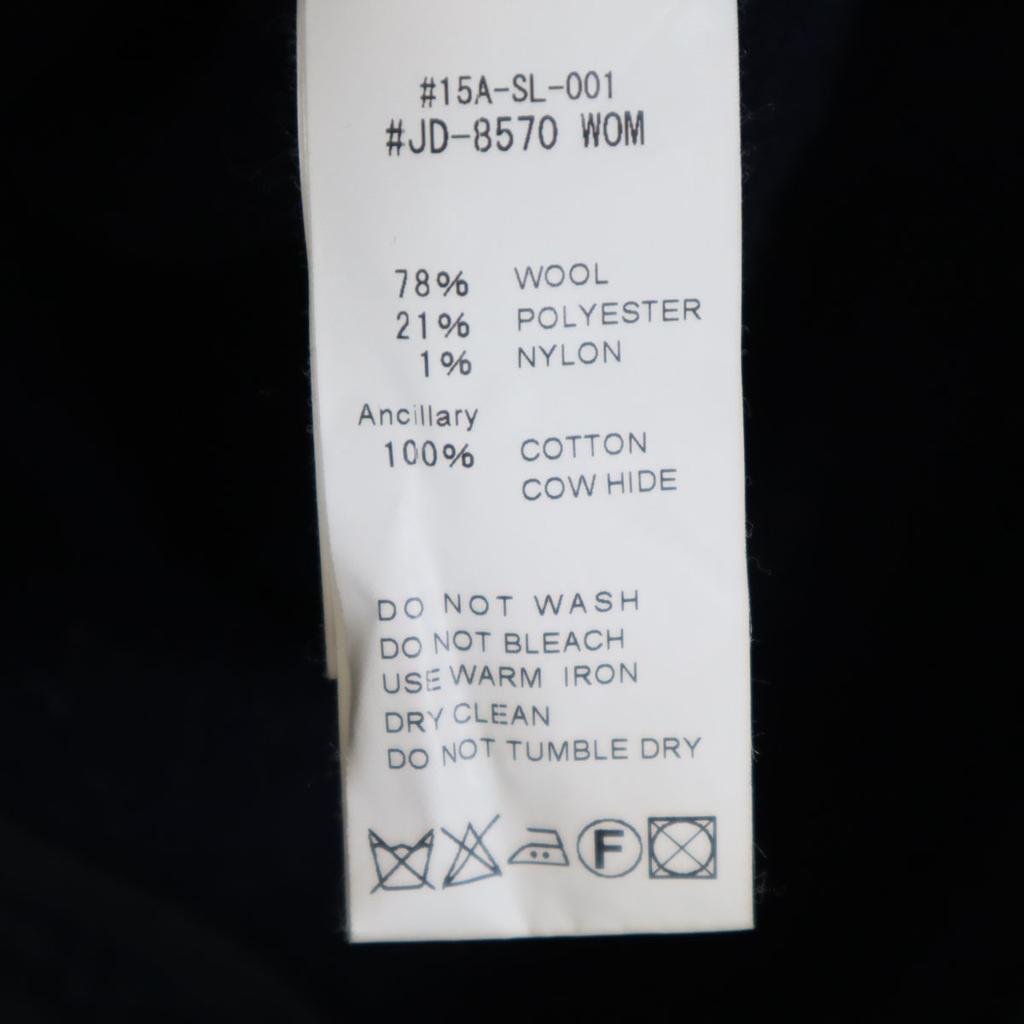 #15A-SL-001
#JD-8570 WOM
78% WOOL
21% POLYESTER
1% NYLON
Ancillary
100% COTTON
COW HIDE
DO NOT WASH
DO NOT BLEACH
USE WARM IRON
DRY CLEAN
DO NOT TUMBLE DRY
F